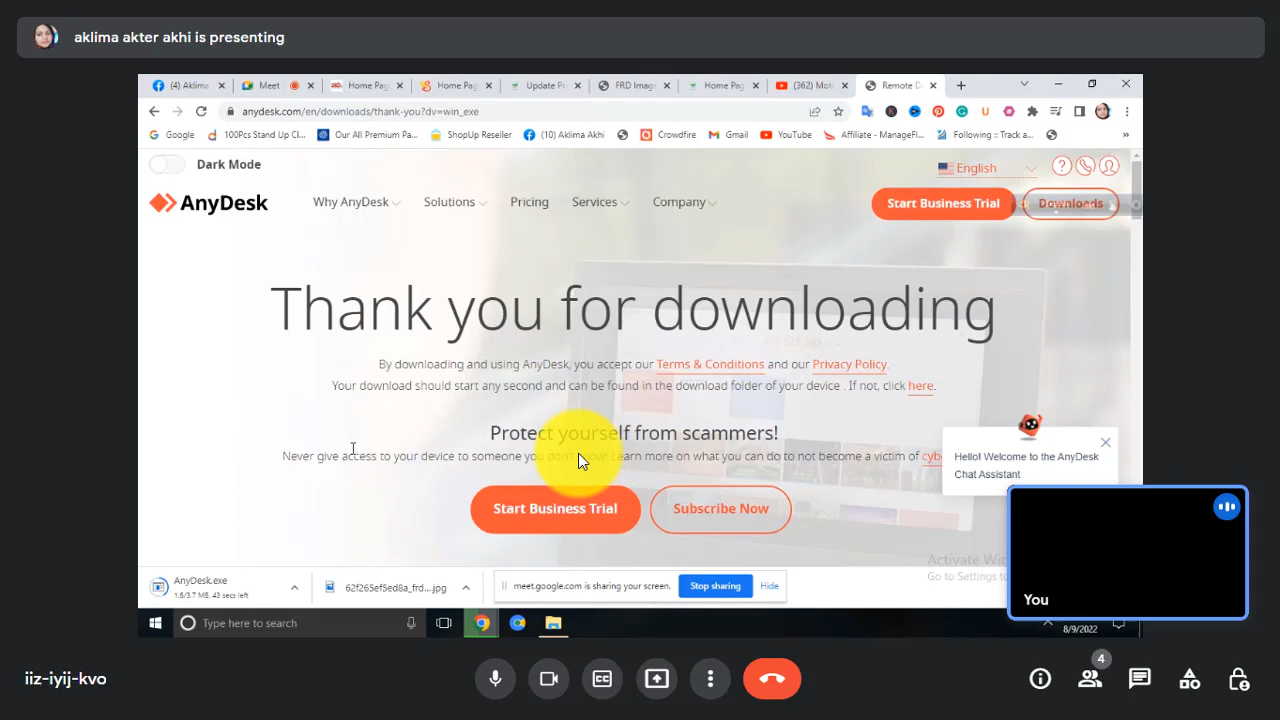 aklima akter akhi is presenting
(4) Aklima
Meet
Home Pag
Home Pag
Update Pr
FRD Imag
Home Pag
(362) Mot
Remote D
anydesk.com/en/downloads/thank-you?dv=win_exe
Google
100Pcs Stand Up Cl...
Our All Premium Pa...
ShopUp Reseller
(10) Aklima Akhi
Crowdfire
Gmail
YouTube
Affiliate - ManageFl...
Following :: Track a...
»
Dark Mode
English
AnyDesk
Why AnyDesk
Solutions
Pricing
Services
Company
Start Business Trial
Downloads
Thank you for downloading
By downloading and using AnyDesk, you accept our Terms & Conditions and our Privacy Policy.
Your download should start any second and can be found in the download folder of your device . If not, click here.
Protect yourself from scammers!
Never give access to your device to someone you don't know! Learn more on what you can do to not become a victim of cyb
Hello! Welcome to the AnyDesk
Chat Assistant
Start Business Trial
Subscribe Now
Activate Win
Go to Settings to
AnyDesk.exe
1.6/3.7 MB, 43 secs left
62f265ef5ed8a_frd....jpg
meet.google.com is sharing your screen.
Stop sharing
Hide
You
Type here to search
8/9/2022
iiz-iyij-kvo
4